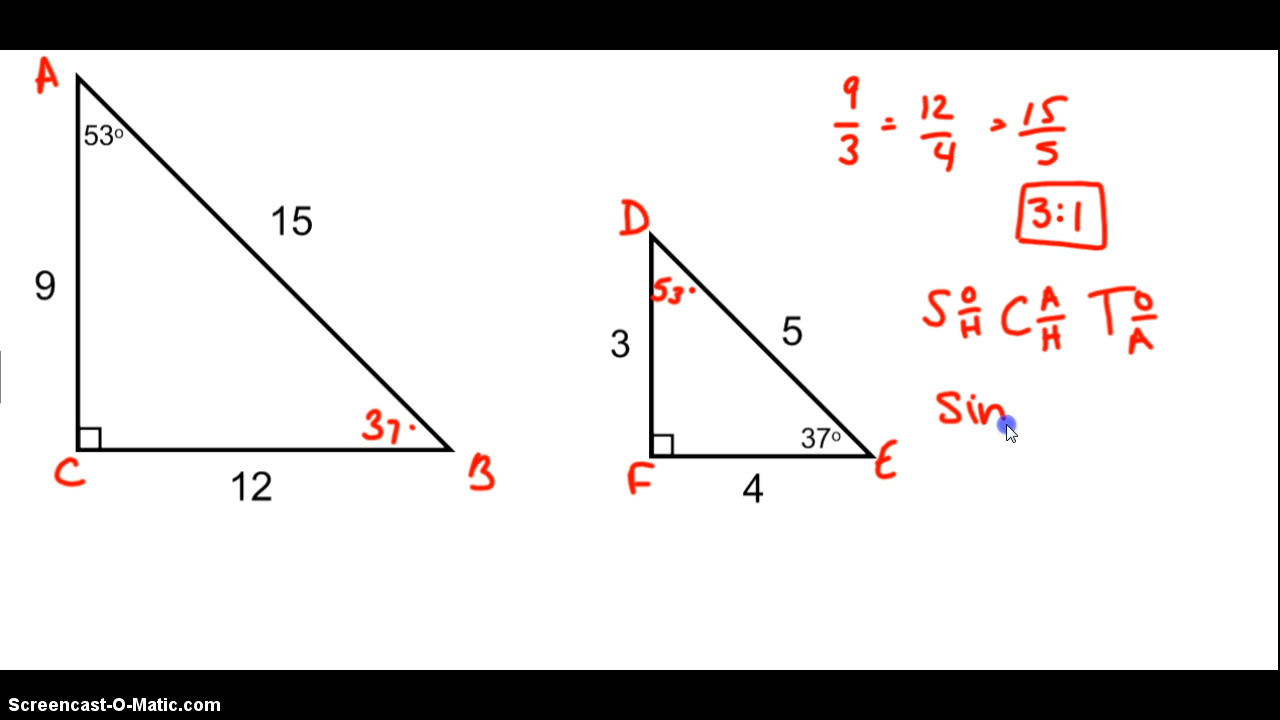 A
53°
15
9
37°
C
12
B
D
53°
3
5
37°
F
4
E
9/3 = 12/4 = 15/5
3:1
S O/H C A/H T O/A
Sin
Screencast-O-Matic.com